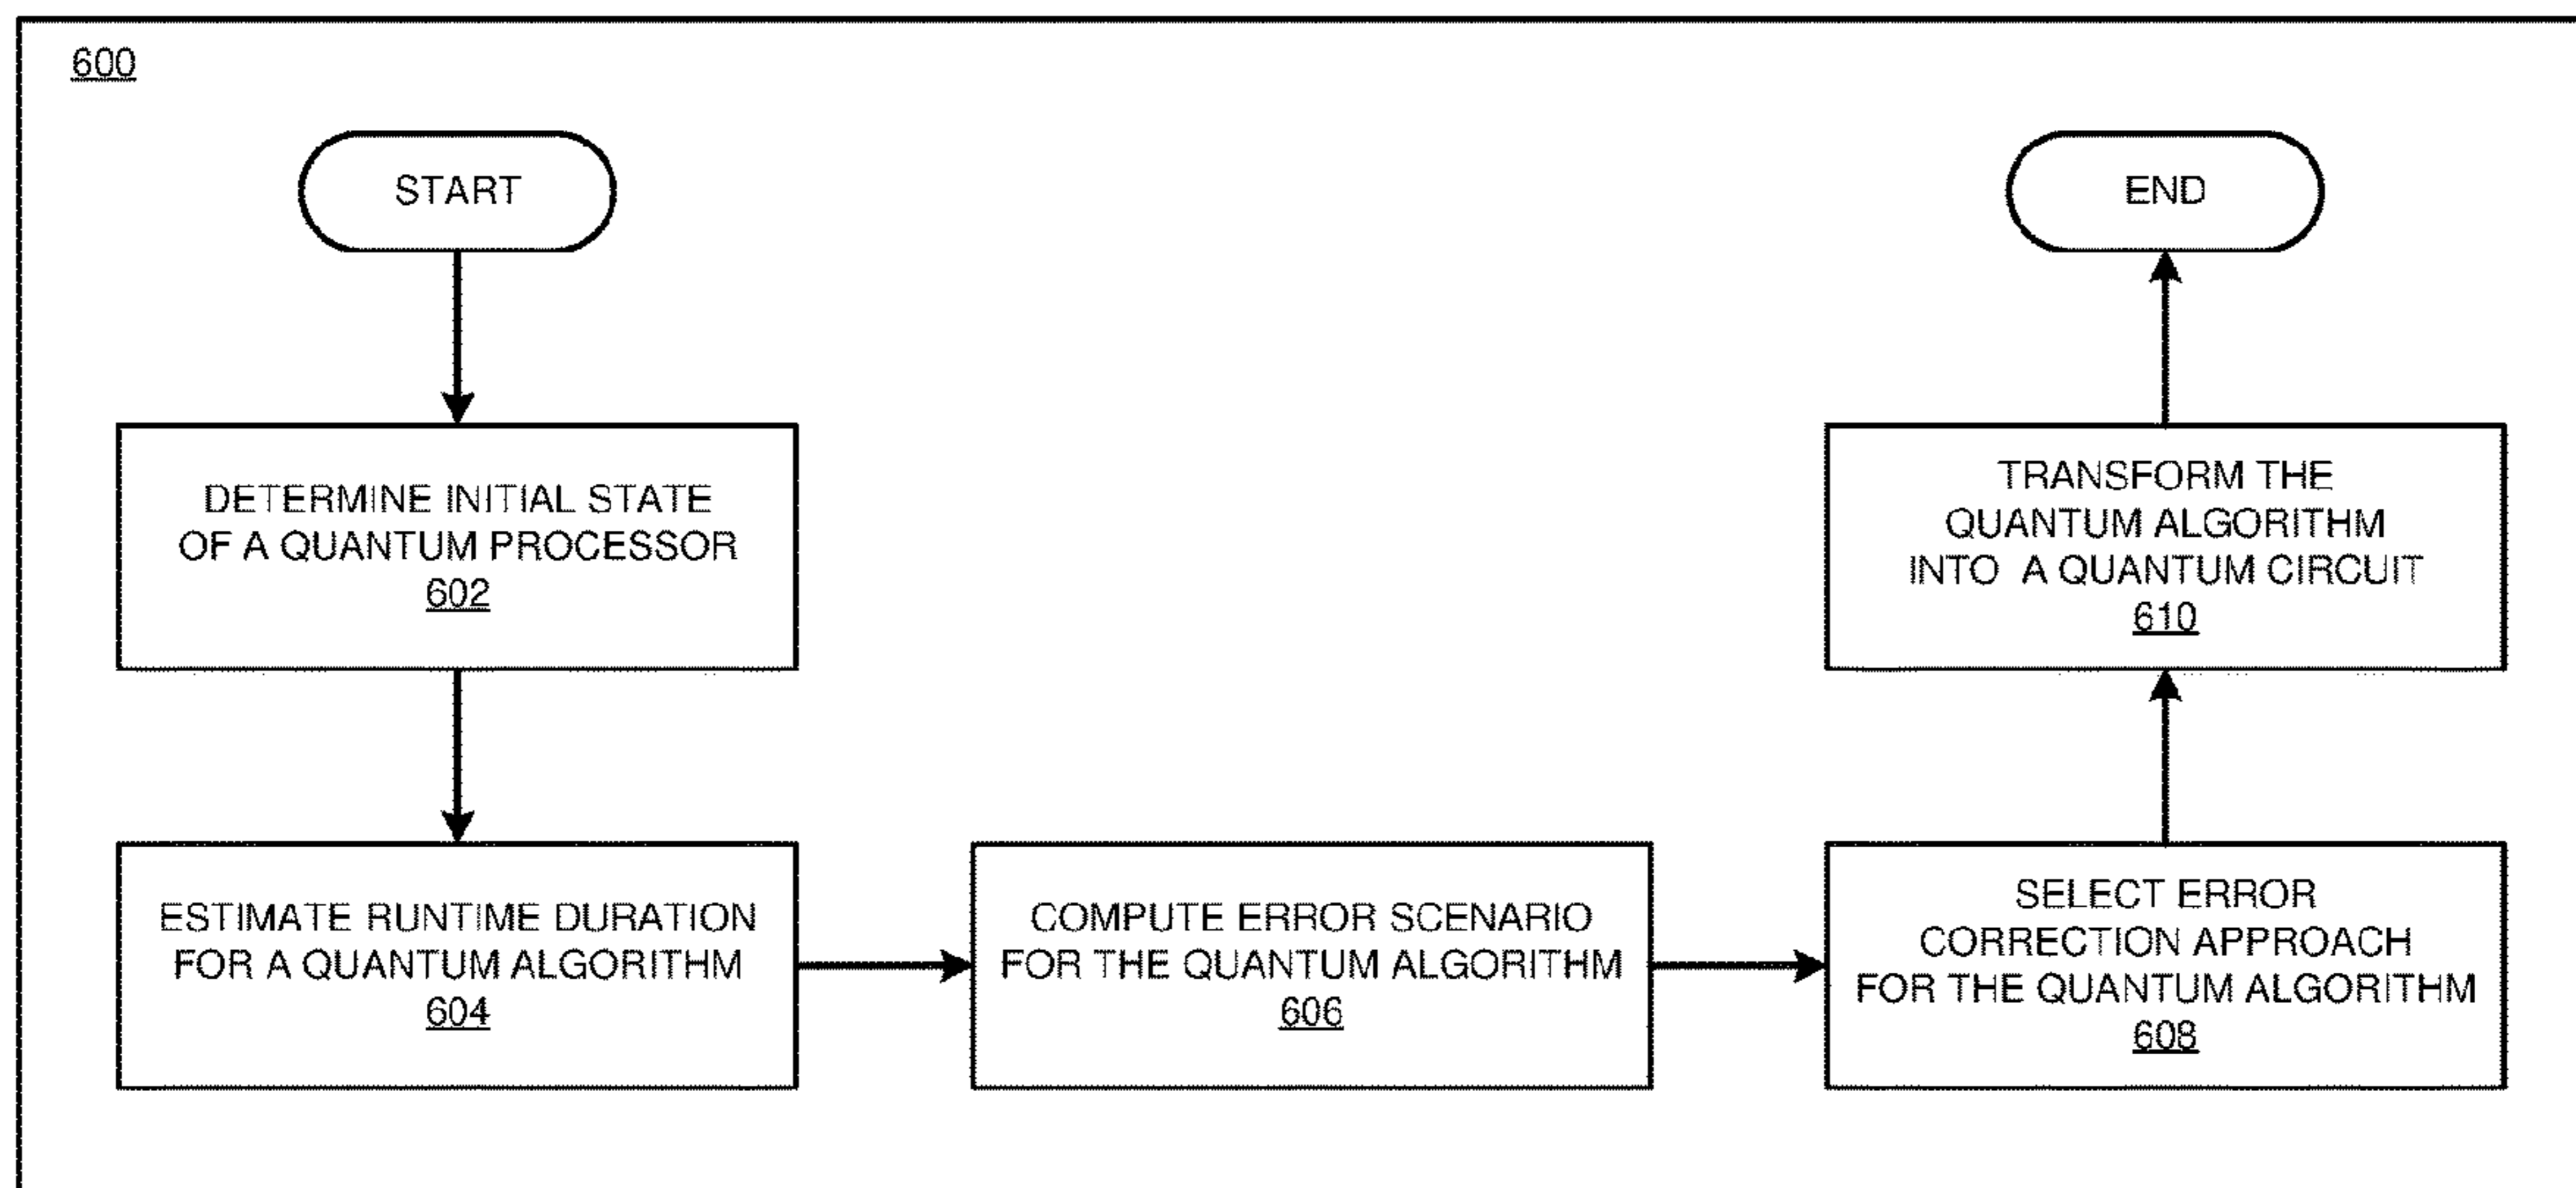 600
START
DETERMINE INITIAL STATE
OF A QUANTUM PROCESSOR
602
ESTIMATE RUNTIME DURATION
FOR A QUANTUM ALGORITHM
604
COMPUTE ERROR SCENARIO
FOR THE QUANTUM ALGORITHM
606
SELECT ERROR
CORRECTION APPROACH
FOR THE QUANTUM ALGORITHM
608
TRANSFORM THE
QUANTUM ALGORITHM
INTO A QUANTUM CIRCUIT
610
END